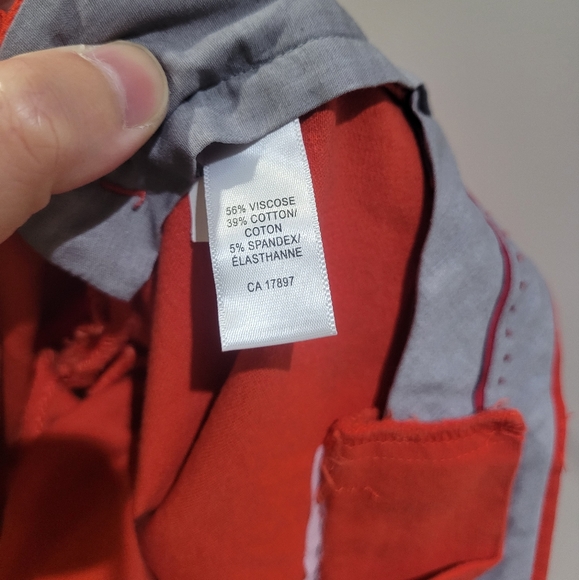 56% VISCOSE
39% COTTON/
COTON
5% SPANDEX/
ÉLASTHANNE
CA 17897